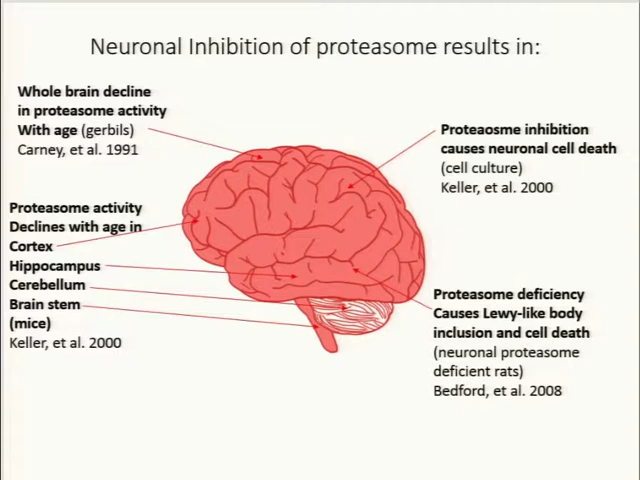 Neuronal Inhibition of proteasome results in:
Whole brain decline
in proteasome activity
With age (gerbils)
Carney, et al. 1991
Proteasome activity
Declines with age in
Cortex
Hippocampus
Cerebellum
Brain stem
(mice)
Keller, et al. 2000
Proteaosme inhibition
causes neuronal cell death
(cell culture)
Keller, et al. 2000
Proteasome deficiency
Causes Lewy-like body
inclusion and cell death
(neuronal proteasome
deficient rats)
Bedford, et al. 2008